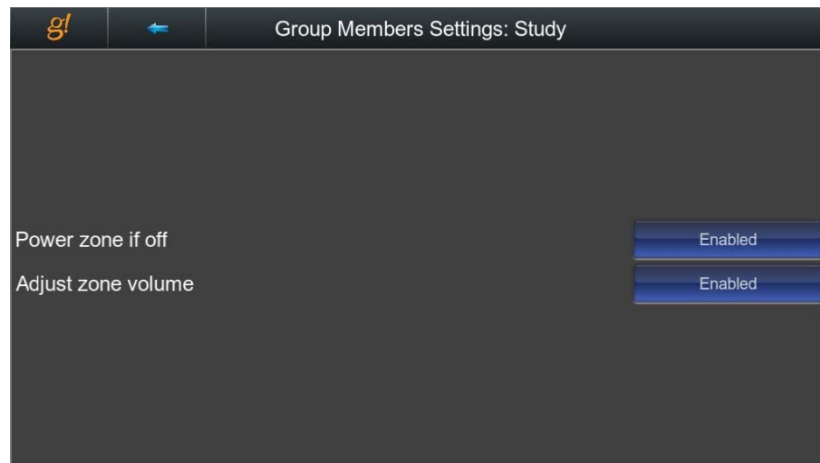 g!
Group Members Settings: Study
Power zone if off
Enabled
Adjust zone volume
Enabled